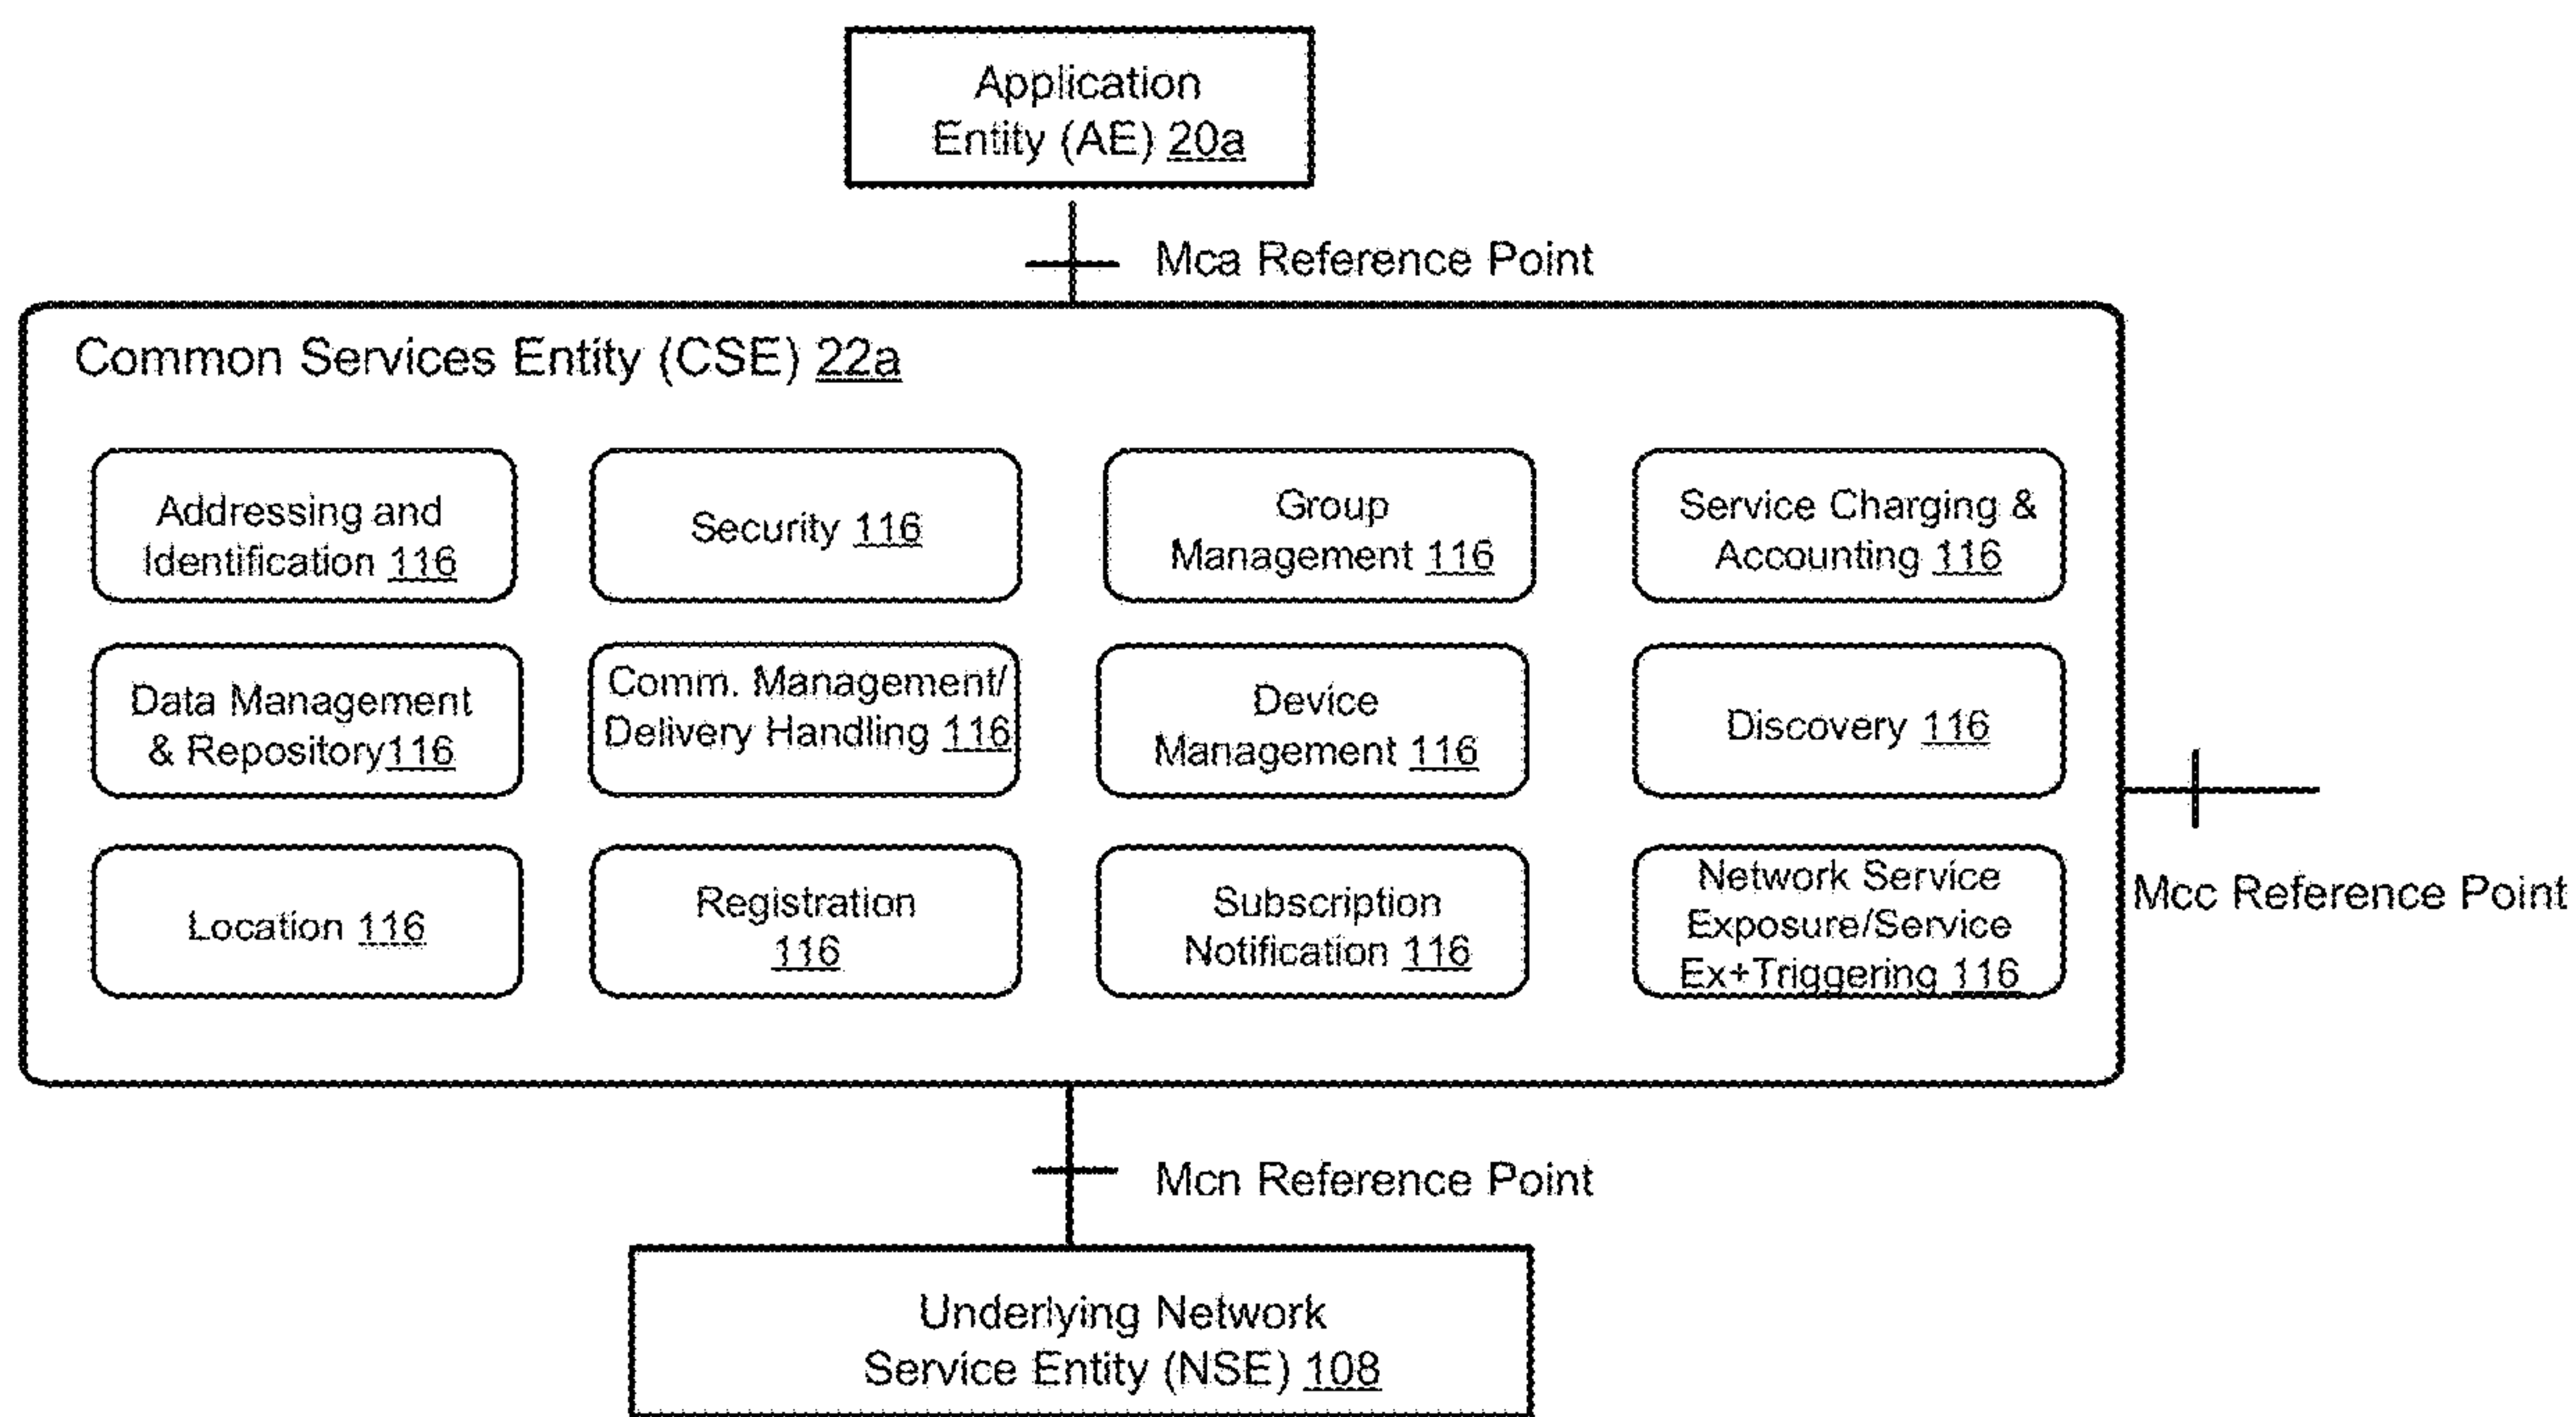 Application
Entity (AE) 20a
Mca Reference Point
Common Services Entity (CSE) 22a
Addressing and
Identification 116
Security 116
Group
Management 116
Service Charging &
Accounting 116
Data Management
& Repository116
Comm. Management/
Delivery Handling 116
Device
Management 116
Discovery 116
Location 116
Registration
116
Subscription
Notification 116
Network Service
Exposure/Service
Ex+Triggering 116
Mcc Reference Point
Mcn Reference Point
Underlying Network
Service Entity (NSE) 108